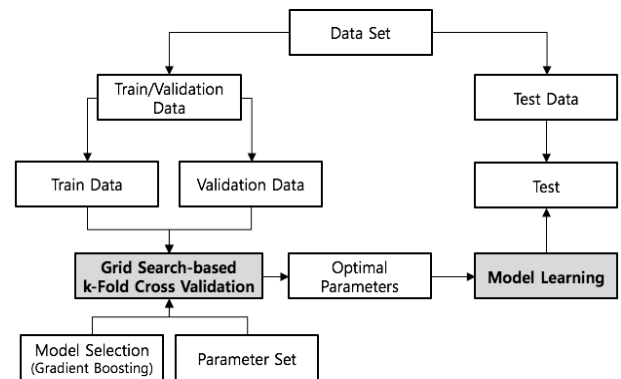 Data Set
Train/Validation
Data
Test Data
Train Data
Validation Data
Test
Grid Search-based
k-Fold Cross Validation
Optimal
Parameters
Model Learning
Model Selection
(Gradient Boosting)
Parameter Set